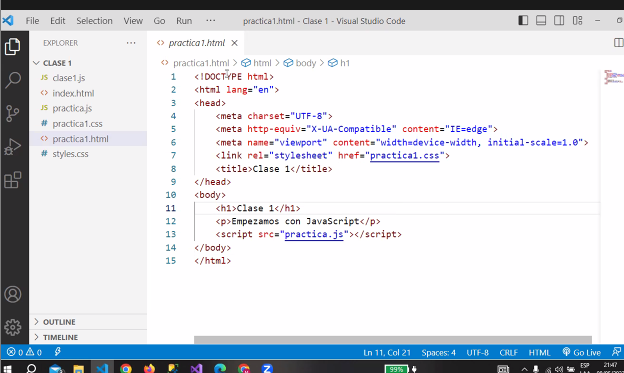 File Edit Selection View Go Run ··· practica1.html - Clase 1 - Visual Studio Code
EXPLORER ···
CLASE 1
JS clase1.js
<> index.html
JS practica.js
# practica1.css
<> practica1.html
# styles.css
OUTLINE
TIMELINE
<> practica1.html ×
<> practica1.html > html > body > h1
1 <!DOCTYPE html>
2 <html lang="en">
3 <head>
4 <meta charset="UTF-8">
5 <meta http-equiv="X-UA-Compatible" content="IE=edge">
6 <meta name="viewport" content="width=device-width, initial-scale=1.0">
7 <link rel="stylesheet" href="practica1.css">
8 <title>Clase 1</title>
9 </head>
10 <body>
11 <h1>Clase 1</h1>
12 <p>Empezamos con JavaScript</p>
13 <script src="practica.js"></script>
14 </body>
15 </html>
0 0 Ln 11, Col 21 Spaces: 4 UTF-8 CRLF HTML Go Live
99% ESP 21:47